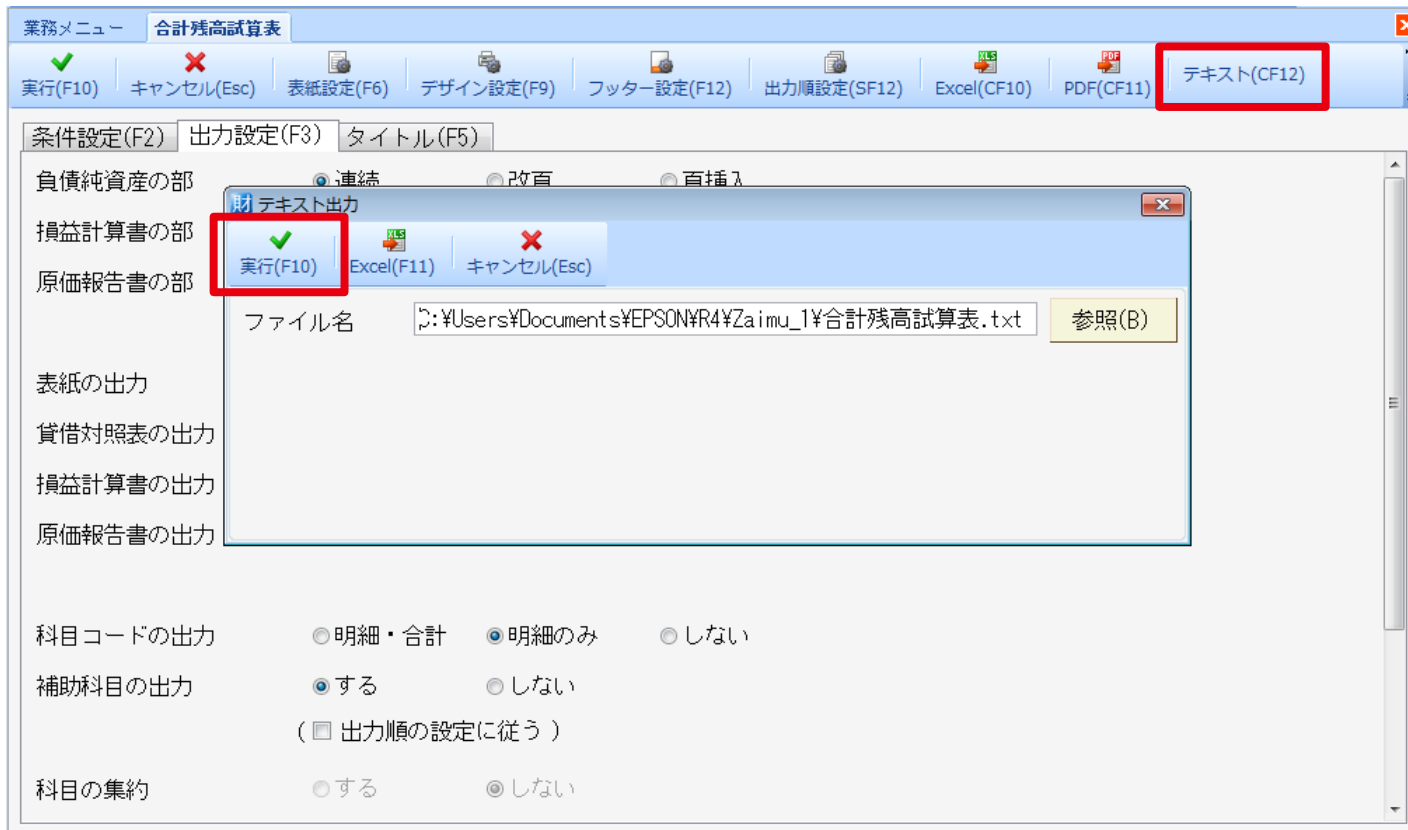 業務メニュー 合計残高試算表
実行(F10) キャンセル(Esc) 表紙設定(F6) デザイン設定(F9) フッター設定(F12) 出力順設定(SF12) Excel(CF10) PDF(CF11) テキスト(CF12)
条件設定(F2) 出力設定(F3) タイトル(F5)
負債純資産の部 連続 改頁 頁挿入
財 テキスト出力
損益計算書の部
実行(F10) Excel(F11) キャンセル(Esc)
原価報告書の部
ファイル名 C:¥Users¥Documents¥EPSON¥R4¥Zaimu_1¥合計残高試算表.txt 参照(B)
表紙の出力
貸借対照表の出力
損益計算書の出力
原価報告書の出力
科目コードの出力 明細・合計 明細のみ しない
補助科目の出力 する しない
( 出力順の設定に従う )
科目の集約 する しない